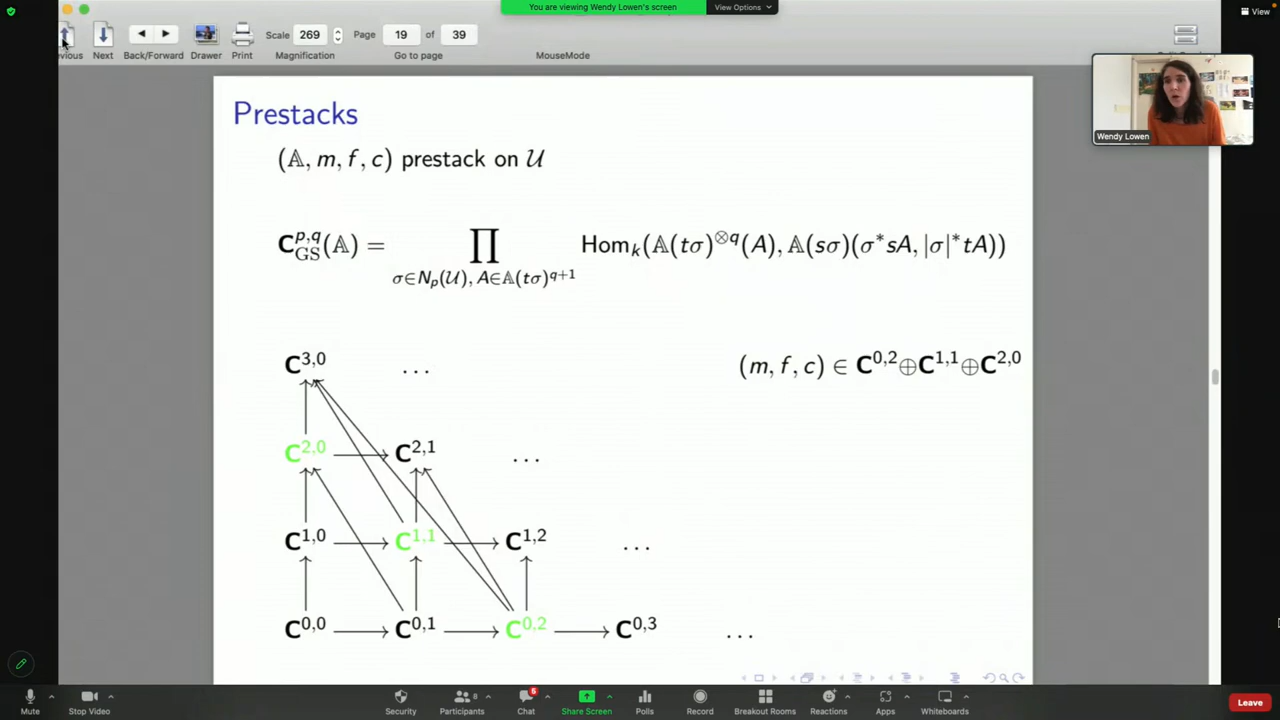 You are viewing Wendy Lowen's screen
View Options
View
evious
Next
Back/Forward
Drawer
Print
Scale
269
Magnification
Page
19
of
39
Go to page
MouseMode
Wendy Lowen
Prestacks
(𝔸, m, f, c) prestack on 𝒰
C^{p,q}_{GS}(𝔸) = ∏_{σ∈N_p(𝒰), A∈𝔸(tσ)^{q+1}} Hom_k(𝔸(tσ)^{⊗q}(A), 𝔸(sσ)(σ*sA, |σ|*tA))
C^{3,0} ...
(m, f, c) ∈ C^{0,2}⊕C^{1,1}⊕C^{2,0}
C^{2,0} C^{2,1} ...
C^{1,0} C^{1,1} C^{1,2} ...
C^{0,0} C^{0,1} C^{0,2} C^{0,3} ...
Mute
Stop Video
Security
8
Participants
5
Chat
Share Screen
Polls
Record
Breakout Rooms
Reactions
Apps
Whiteboards
Leave